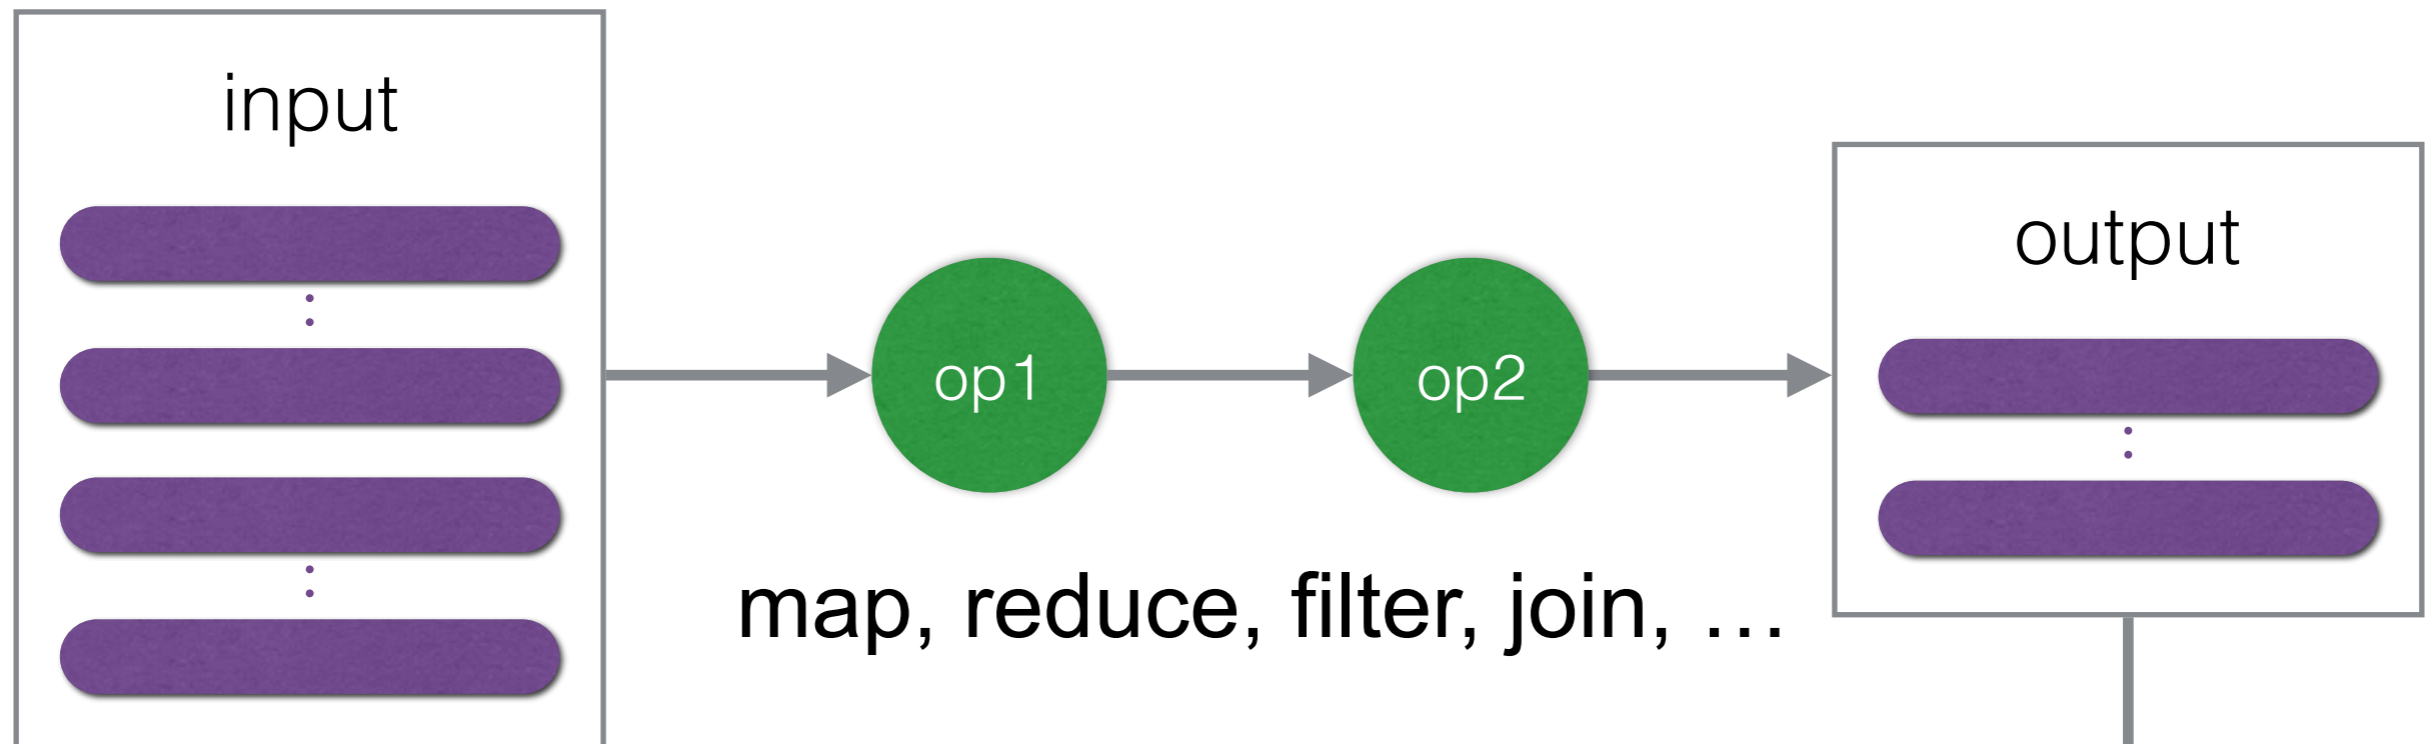 input
output
op1
op2
map, reduce, filter, join, …